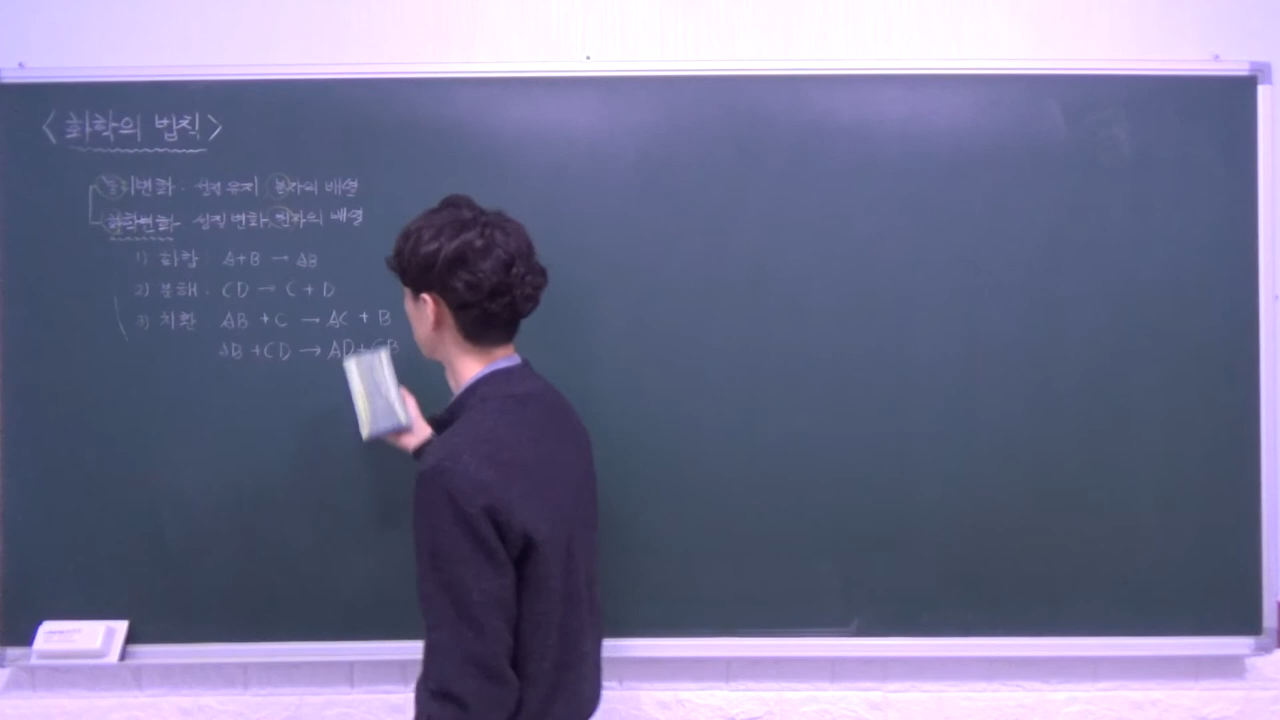 <화학의 법칙>
물리변화. 성질 유지 분자의 배열
화학변화. 성질 변화. 원자의 배열
1) 화합. A+B → AB
2) 분해. CD → C + D
3) 치환 AB + C → AC + B
AB + CD → AD + CB